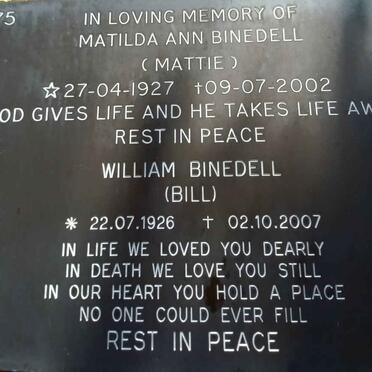 75
IN LOVING MEMORY OF
MATILDA ANN BINEDELL
( MATTIE )
☆ 27-04-1927 †09-07-2002
OD GIVES LIFE AND HE TAKES LIFE AW
REST IN PEACE
WILLIAM BINEDELL
(BILL)
* 22.07.1926 † 02.10.2007
IN LIFE WE LOVED YOU DEARLY
IN DEATH WE LOVE YOU STILL
IN OUR HEART YOU HOLD A PLACE
NO ONE COULD EVER FILL
REST IN PEACE